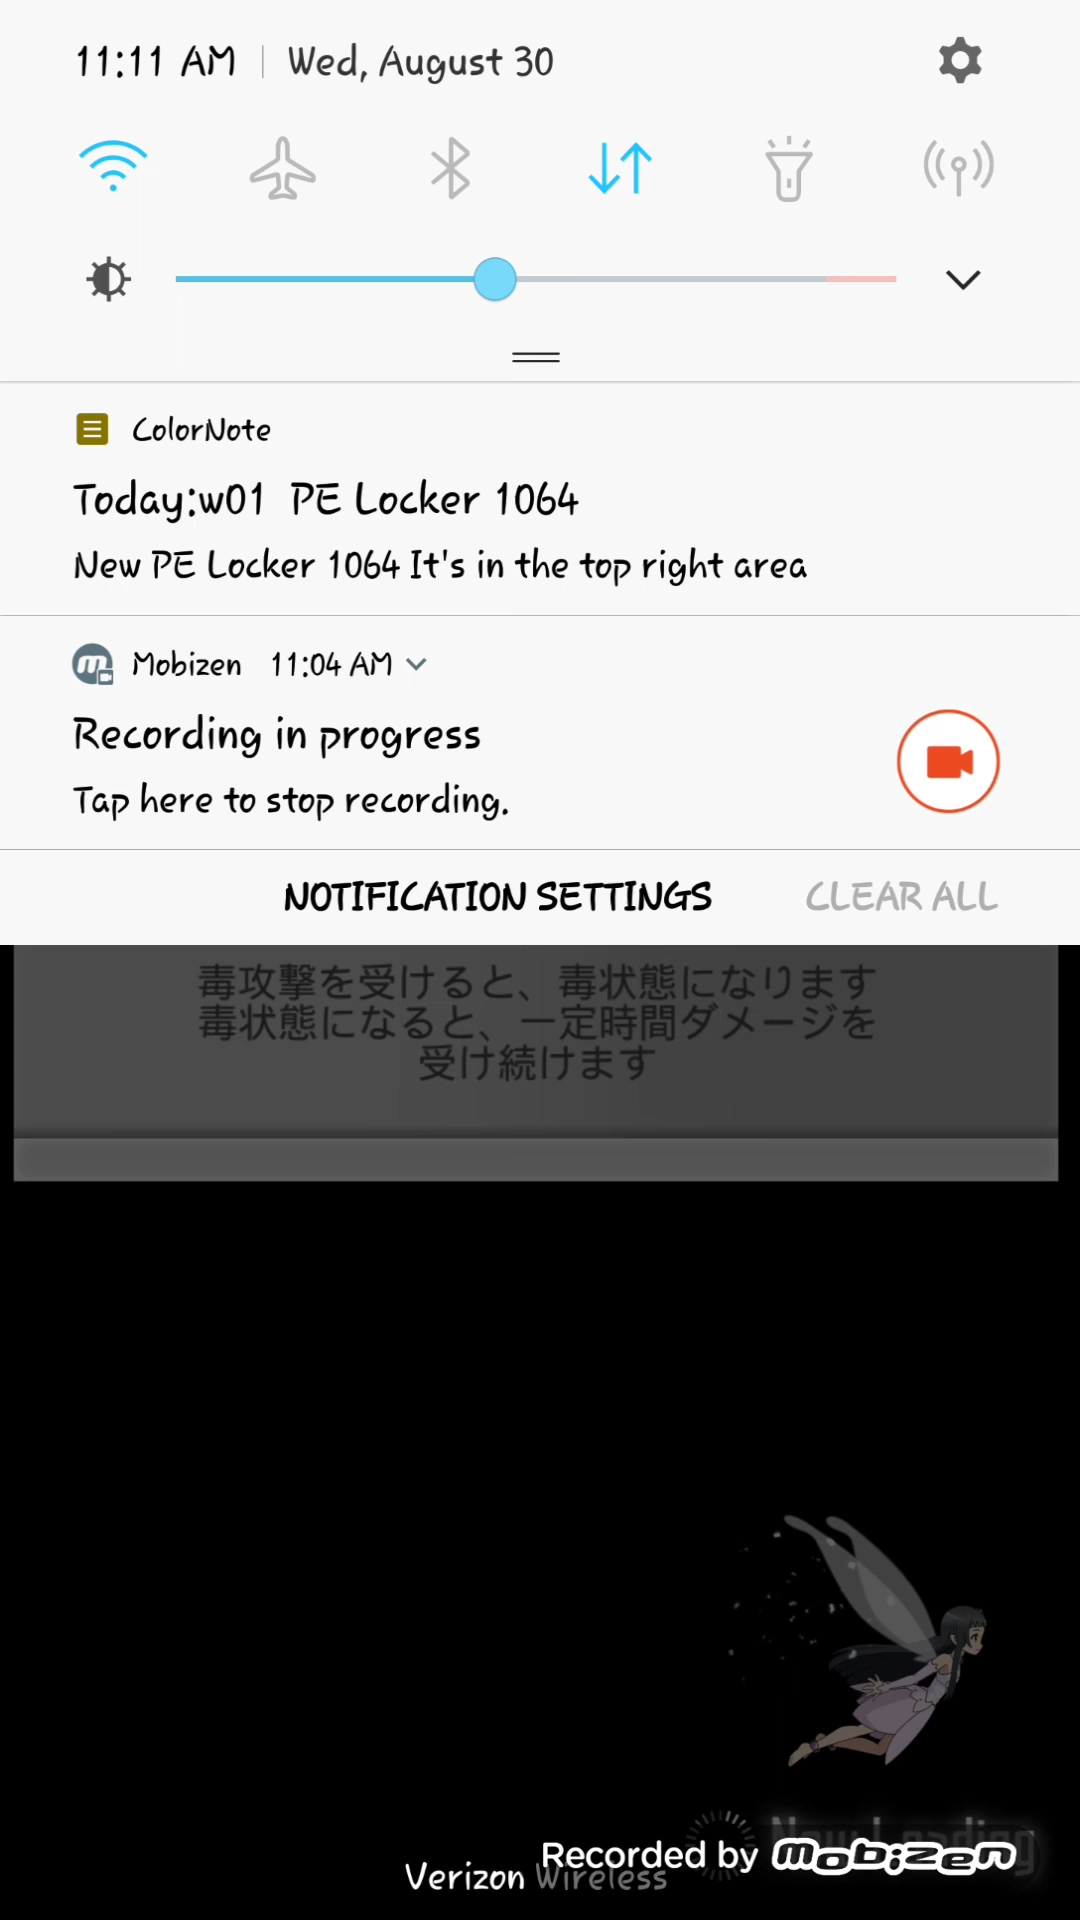 11:11 AM Wed, August 30
ColorNote
Today:w01 PE Locker 1064
New PE Locker 1064 It's in the top right area
Mobizen 11:04 AM
Recording in progress
Tap here to stop recording.
NOTIFICATION SETTINGS CLEAR ALL
毒攻撃を受けると、毒状態になります
毒状態になると、一定時間ダメージを
受け続けます
Now Loading
Recorded by mobizen
Verizon Wireless